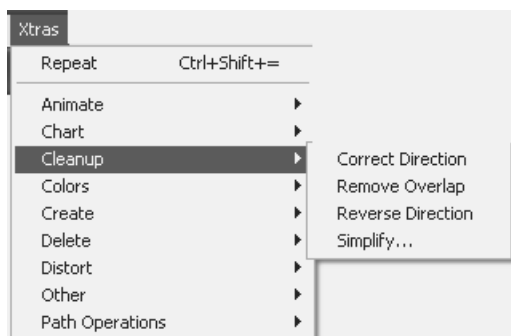 Xtras
Repeat Ctrl+Shift+=
Animate
Chart
Cleanup
Colors
Create
Delete
Distort
Other
Path Operations
Correct Direction
Remove Overlap
Reverse Direction
Simplify...